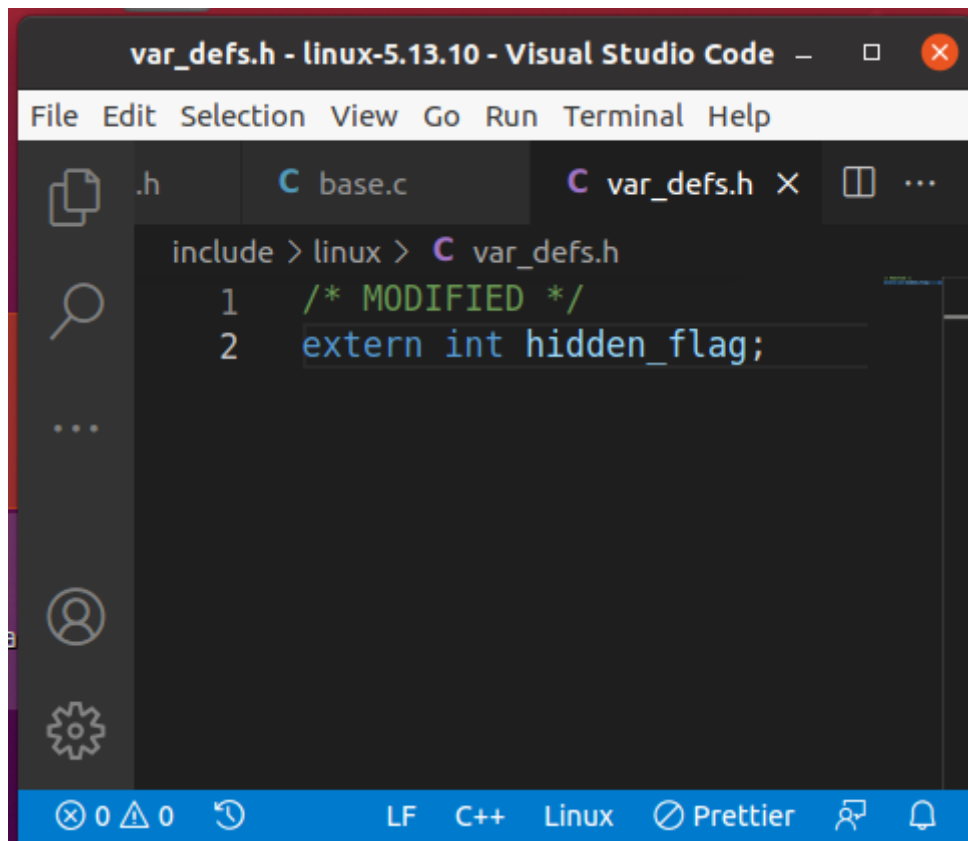 var_defs.h - linux-5.13.10 - Visual Studio Code
File Edit Selection View Go Run Terminal Help
.h C base.c C var_defs.h
include > linux > C var_defs.h
1 /* MODIFIED */
2 extern int hidden_flag;
0 0 LF C++ Linux Prettier